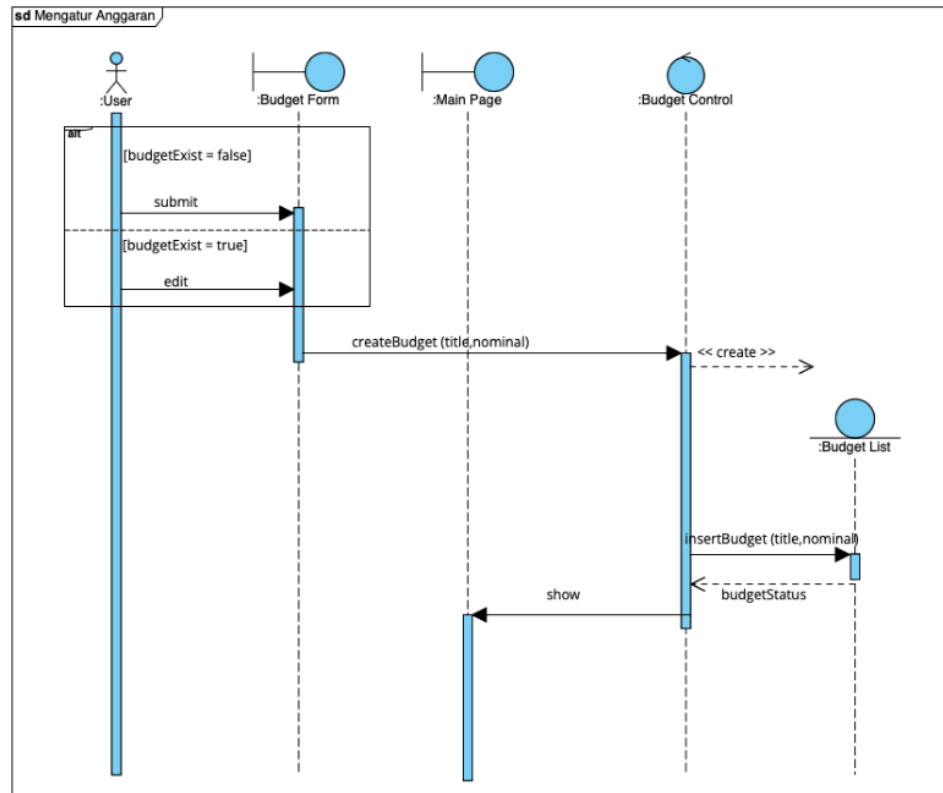 sd Mengatur Anggaran
:User
:Budget Form
:Main Page
:Budget Control
alt
[budgetExist = false]
submit
[budgetExist = true]
edit
createBudget (title,nominal)
<< create >>
:Budget List
insertBudget (title,nominal)
budgetStatus
show